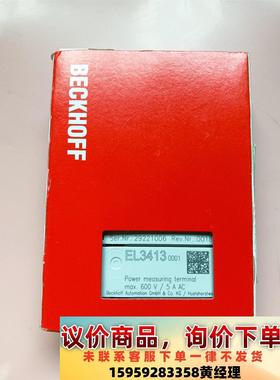 BECKHOFF
Ser.Nr. 29221006 Rev.Nr. 0018
EL3413 0001
Power measuring terminal
max. 600 V / 5 A AC
Beckhoff Automation GmbH & Co. KG / Huelshorstweg
议价商品，询价下单
未联系客服下单一律不发货
15959283358黄经理